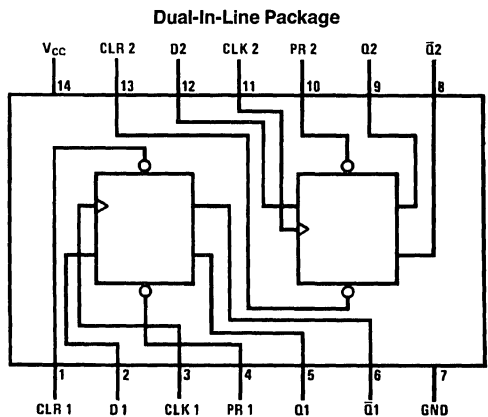 Dual-In-Line Package
VCC CLR 2 D2 CLK 2 PR 2 Q2 Q̅2
14 13 12 11 10 9 8
1 2 3 4 5 6 7
CLR 1 D1 CLK 1 PR 1 Q1 Q̅1 GND